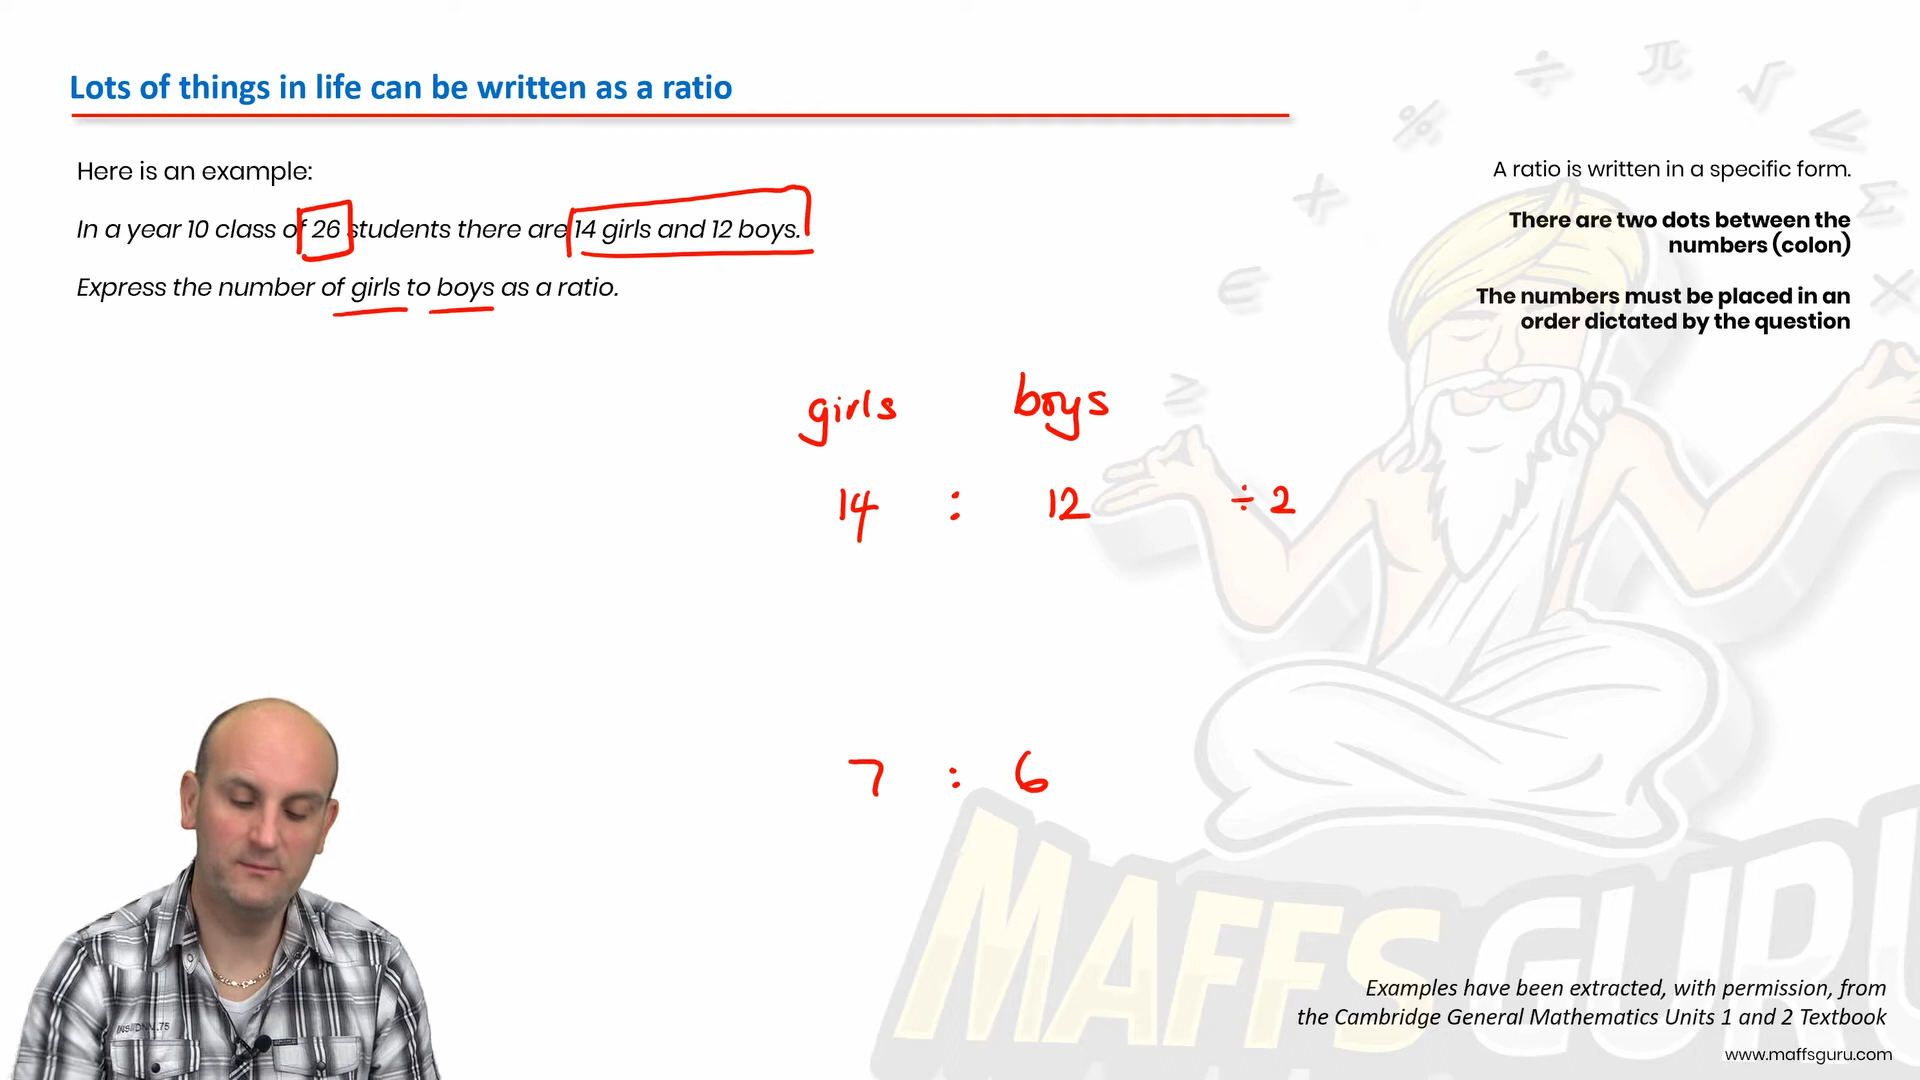 Lots of things in life can be written as a ratio
Here is an example:
In a year 10 class of 26 students there are 14 girls and 12 boys.
Express the number of girls to boys as a ratio.
A ratio is written in a specific form.
There are two dots between the
numbers (colon)
The numbers must be placed in an
order dictated by the question
girls boys
14 : 12 ÷ 2
7 : 6
MAFFS GURU
Examples have been extracted, with permission, from
the Cambridge General Mathematics Units 1 and 2 Textbook
www.maffsguru.com